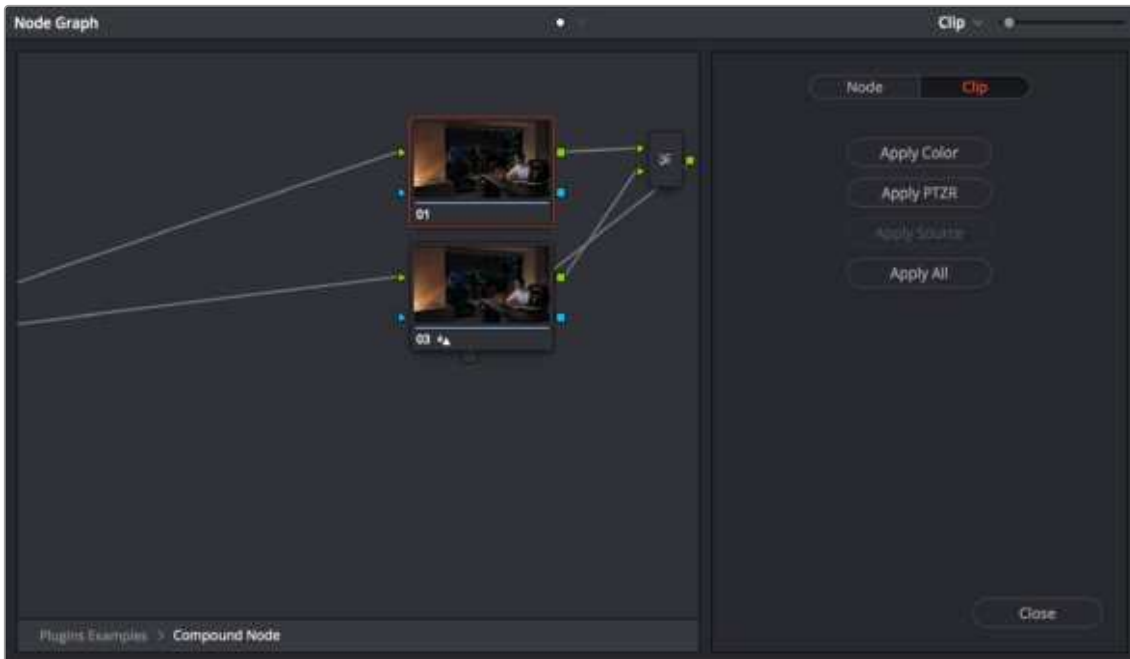 Node Graph
Clip
Node
Clip
Apply Color
Apply PTZR
Apply Source
Apply All
01
03
Plugins Examples > Compound Node
Close